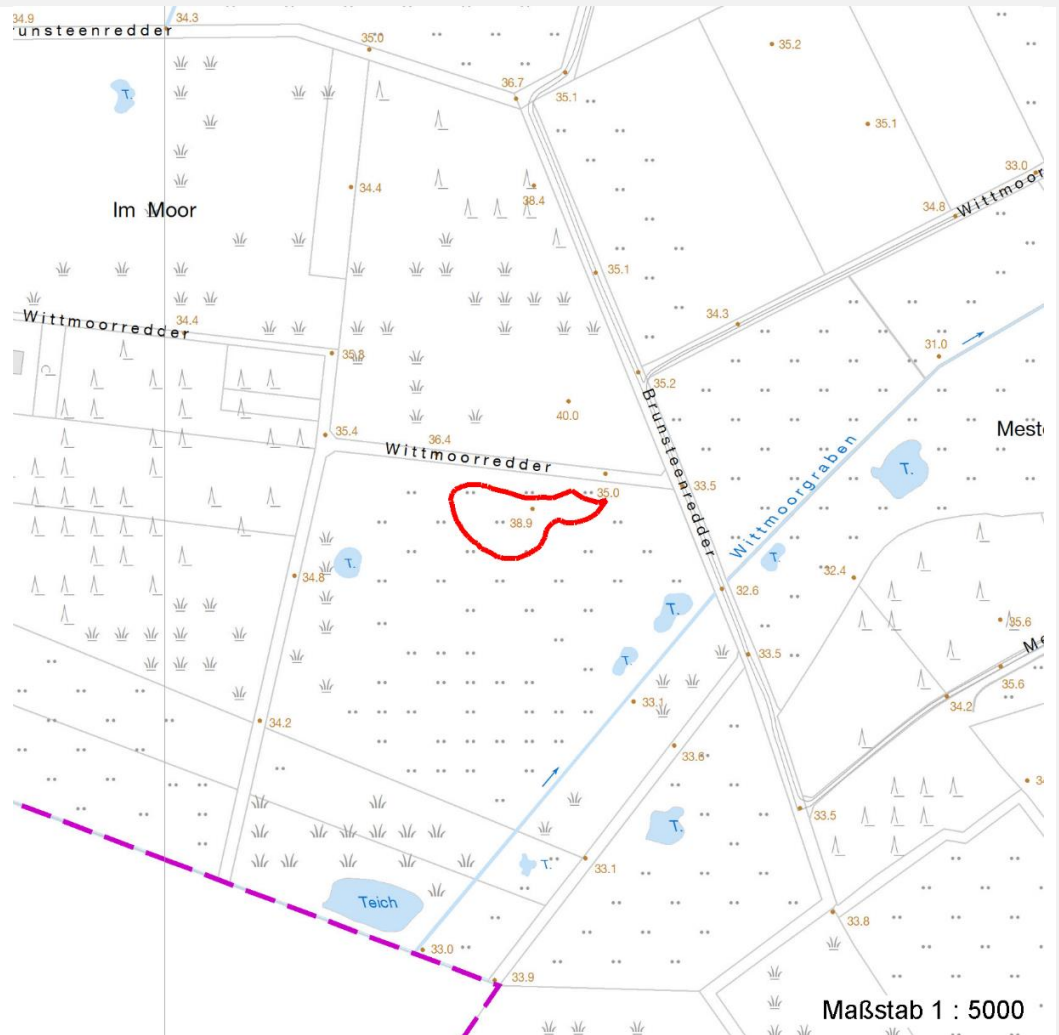 34.9
34.3
unsteenredder
35.0
35.2
36.7
35.1
T.
35.1
33.0
34.4
38.4
34.8
Wittmoor
Im Moor
35.1
34.3
Wittmoorredder
34.4
31.0
35.3
35.2
40.0
Brunsteenredder
35.4
36.4
Meste
Wittmoorredder
Wittmoorgraben
T.
33.5
35.0
38.9
T.
T.
32.4
34.8
32.6
T.
35.6
33.5
Me
T.
35.6
34.2
33.1
34.2
33.6
34
33.5
T.
T.
33.1
Teich
33.8
33.0
33.9
Maßstab 1 : 5000